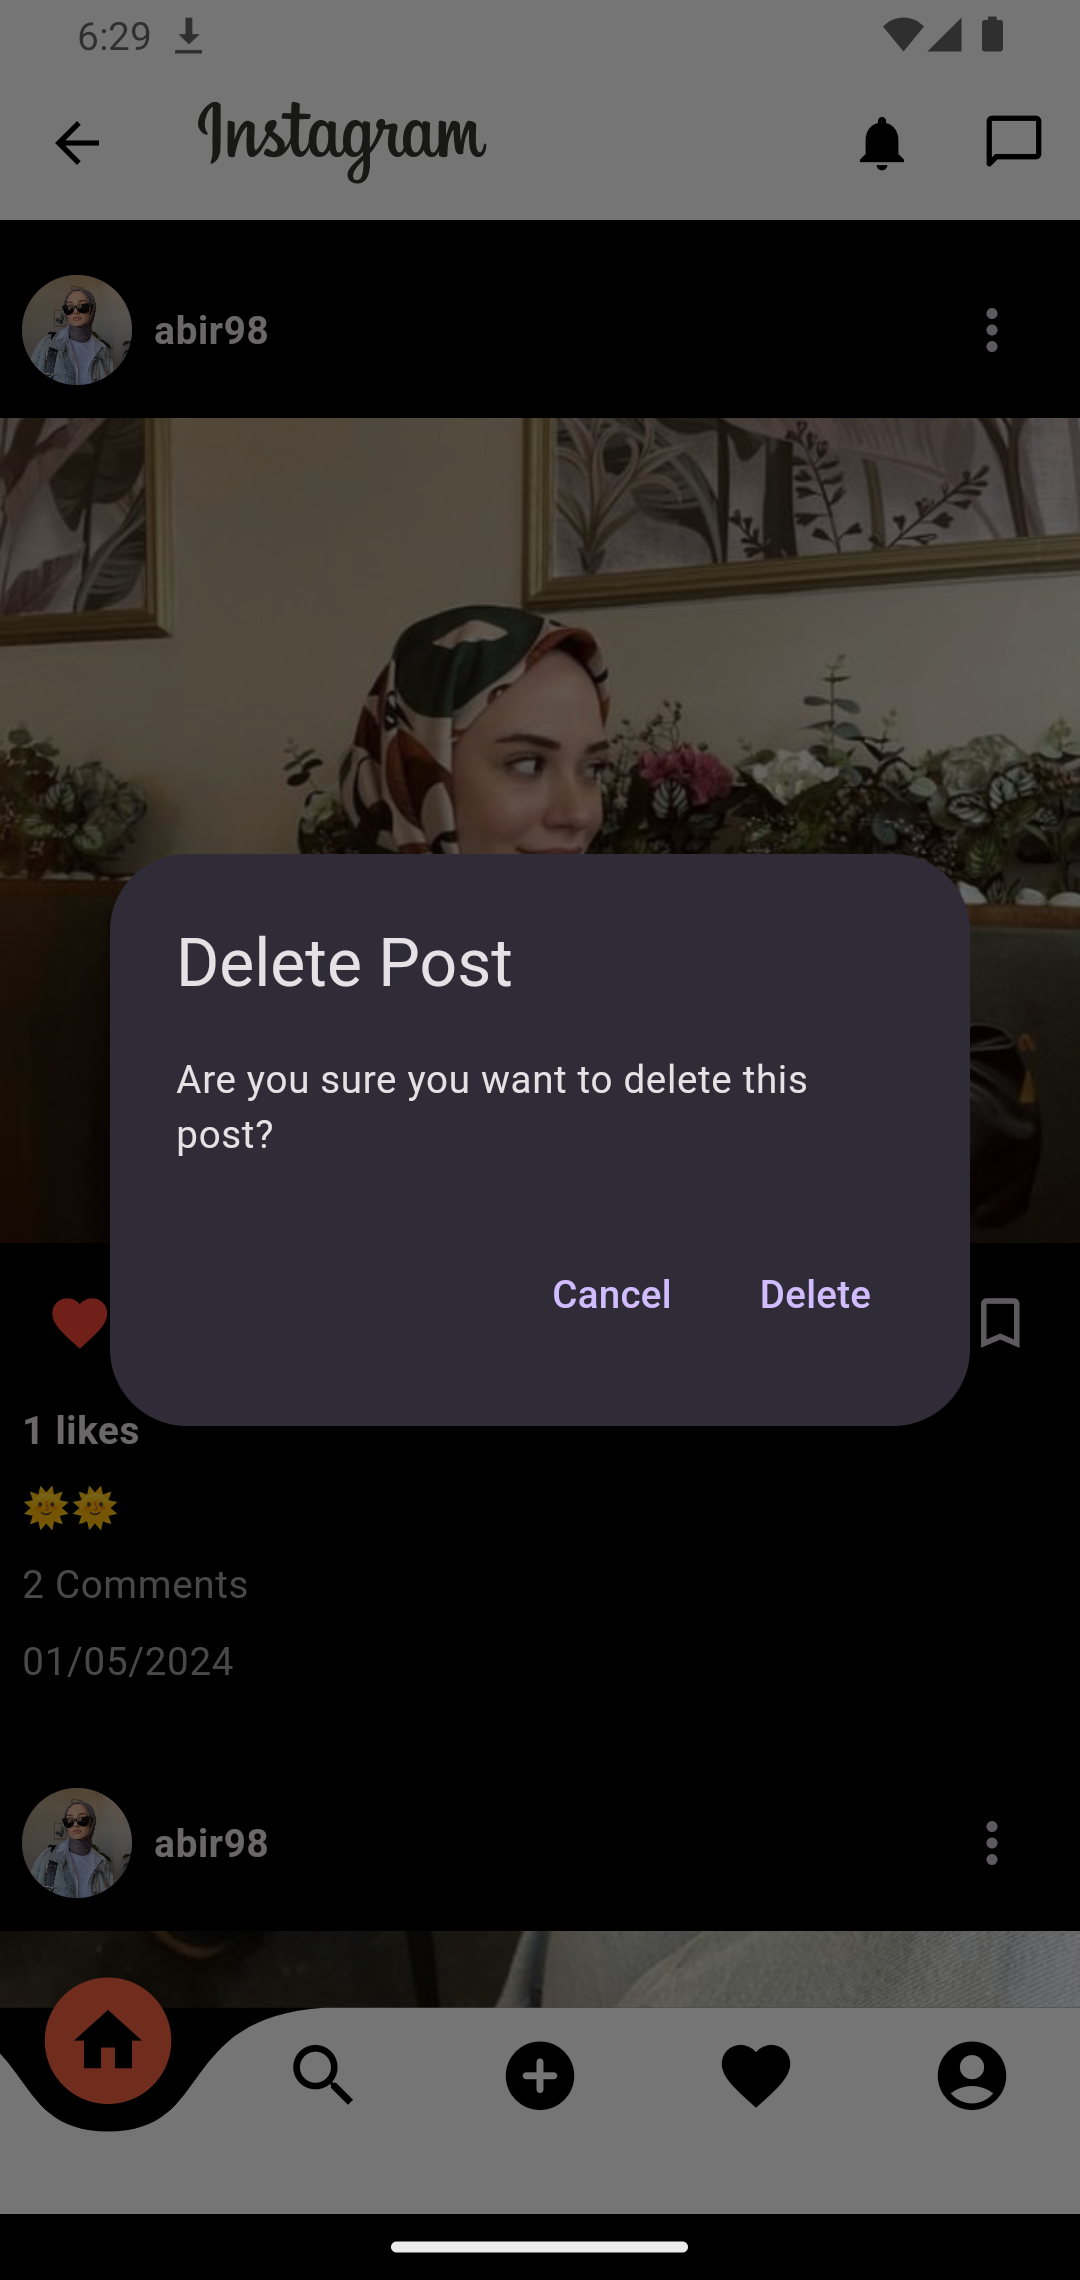 6:29
Instagram
abir98
Delete Post
Are you sure you want to delete this
post?
Cancel Delete
1 likes
🌞🌞
2 Comments
01/05/2024
abir98